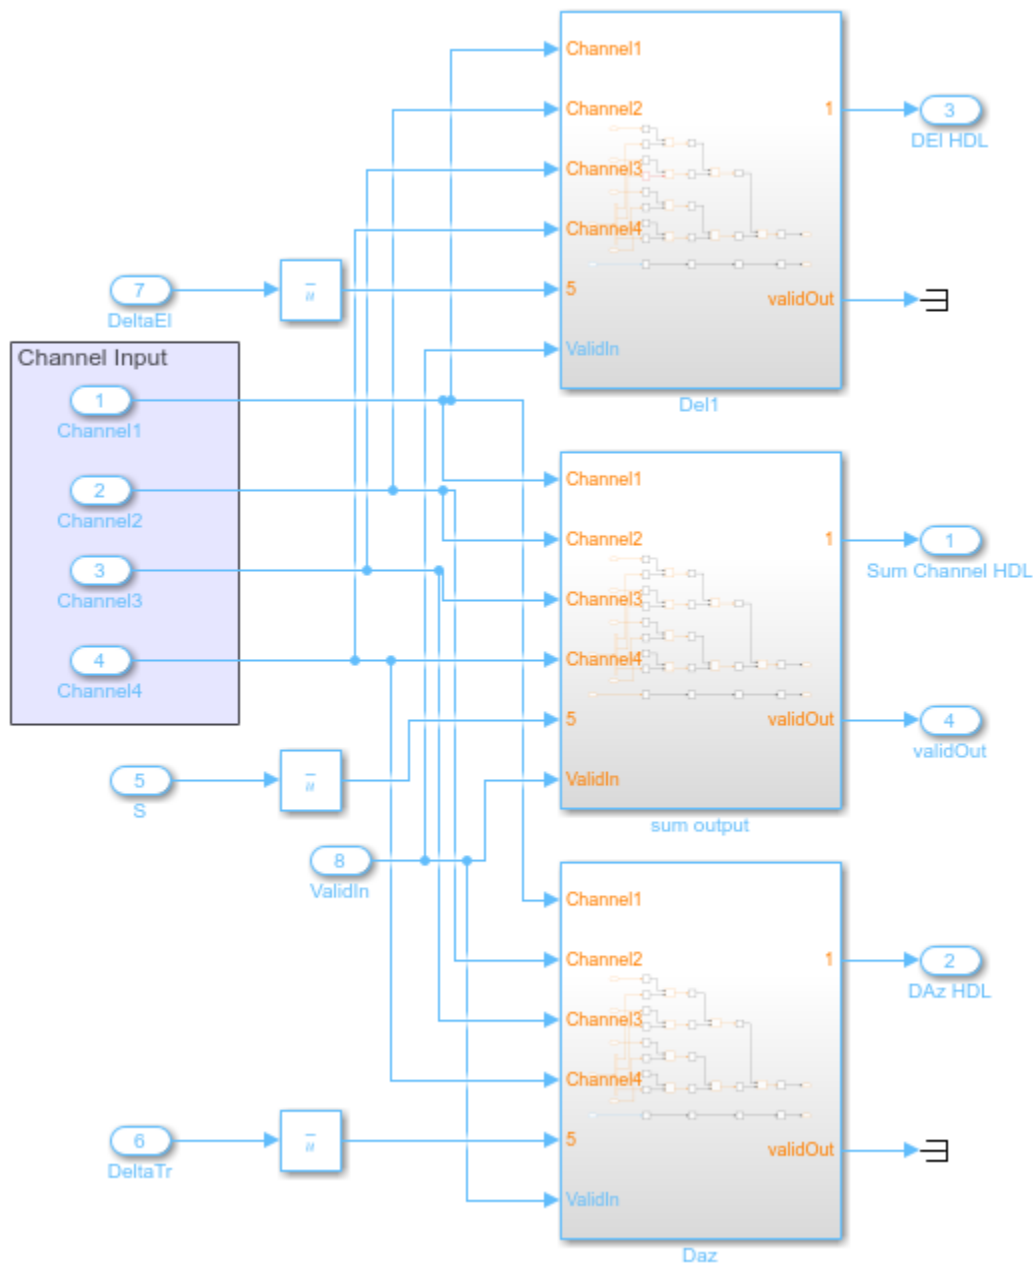 Channel1
Channel2
Channel3
Channel4
5
ValidIn
1
validOut
Del1
3
DEl HDL
7
DeltaEl
Channel Input
1
Channel1
2
Channel2
3
Channel3
4
Channel4
Channel1
Channel2
Channel3
Channel4
5
ValidIn
1
validOut
sum output
1
Sum Channel HDL
4
validOut
5
S
8
ValidIn
Channel1
Channel2
Channel3
Channel4
5
ValidIn
1
validOut
Daz
2
DAz HDL
6
DeltaTr